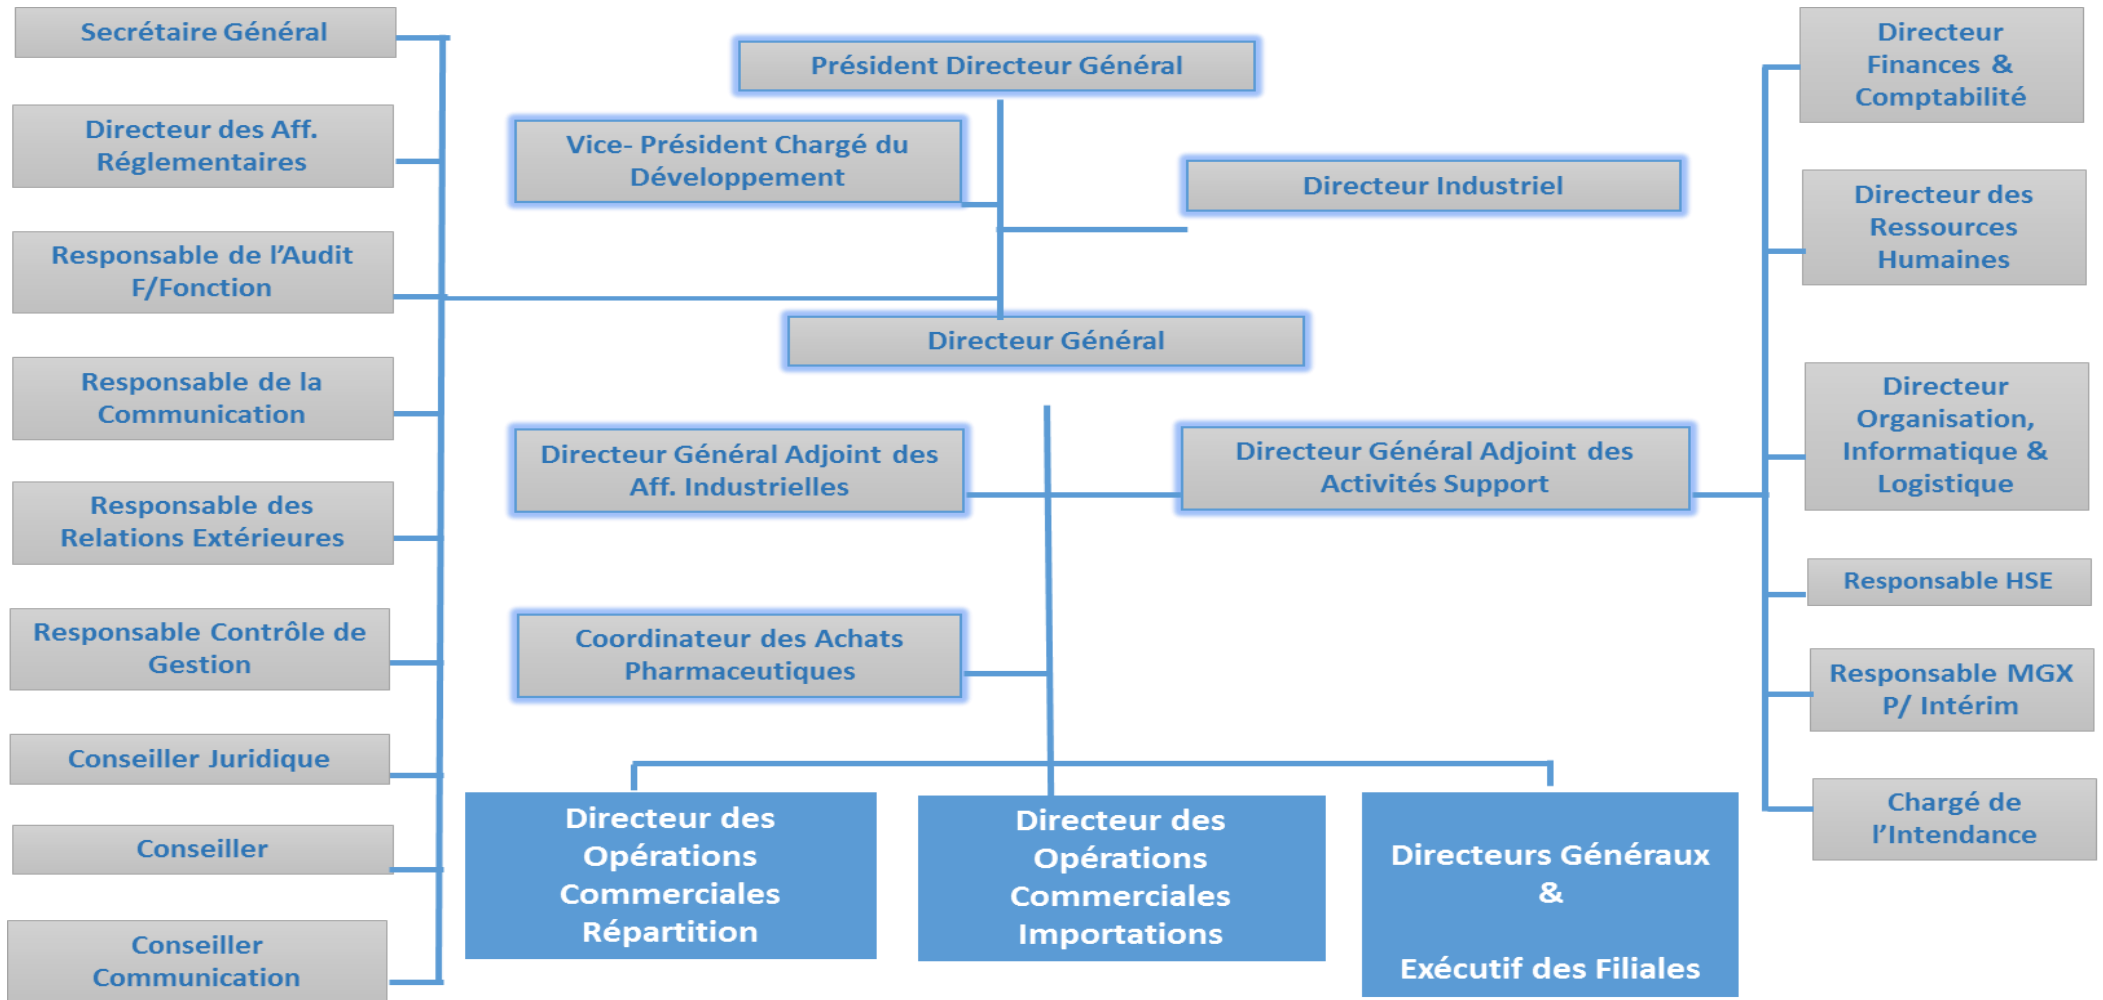 Secrétaire Général
Directeur des Aff.
Réglementaires
Responsable de l’Audit
F/Fonction
Responsable de la
Communication
Responsable des
Relations Extérieures
Responsable Contrôle de
Gestion
Conseiller Juridique
Conseiller
Conseiller
Communication
Président Directeur Général
Vice- Président Chargé du
Développement
Directeur Industriel
Directeur Général
Directeur Général Adjoint des
Aff. Industrielles
Directeur Général Adjoint des
Activités Support
Coordinateur des Achats
Pharmaceutiques
Directeur des
Opérations
Commerciales
Répartition
Directeur des
Opérations
Commerciales
Importations
Directeurs Généraux
&
Exécutif des Filiales
Directeur
Finances &
Comptabilité
Directeur des
Ressources
Humaines
Directeur
Organisation,
Informatique &
Logistique
Responsable HSE
Responsable MGX
P/ Intérim
Chargé de
l’Intendance